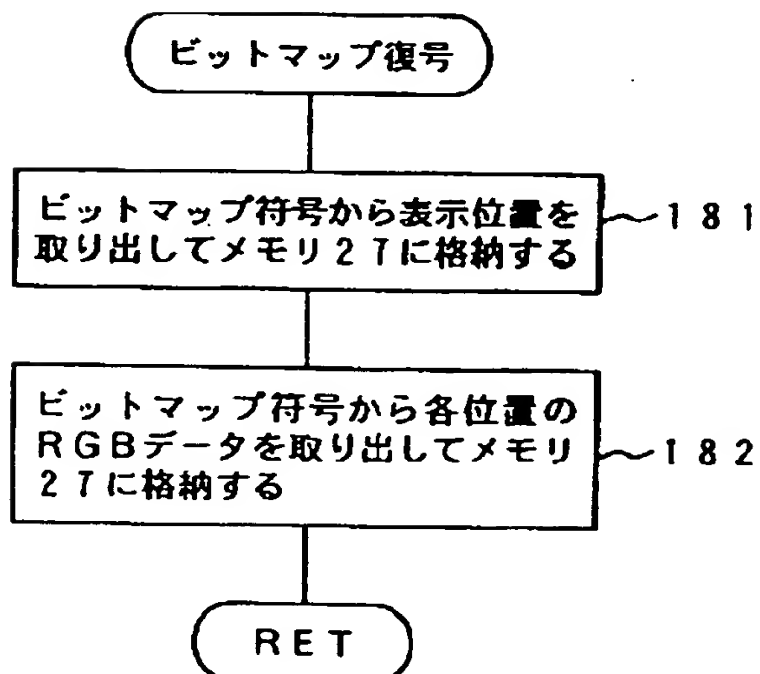 ビットマップ復号
ビットマップ符号から表示位置を
取り出してメモリ27に格納する
181
ビットマップ符号から各位置の
RGBデータを取り出してメモリ
27に格納する
182
RET